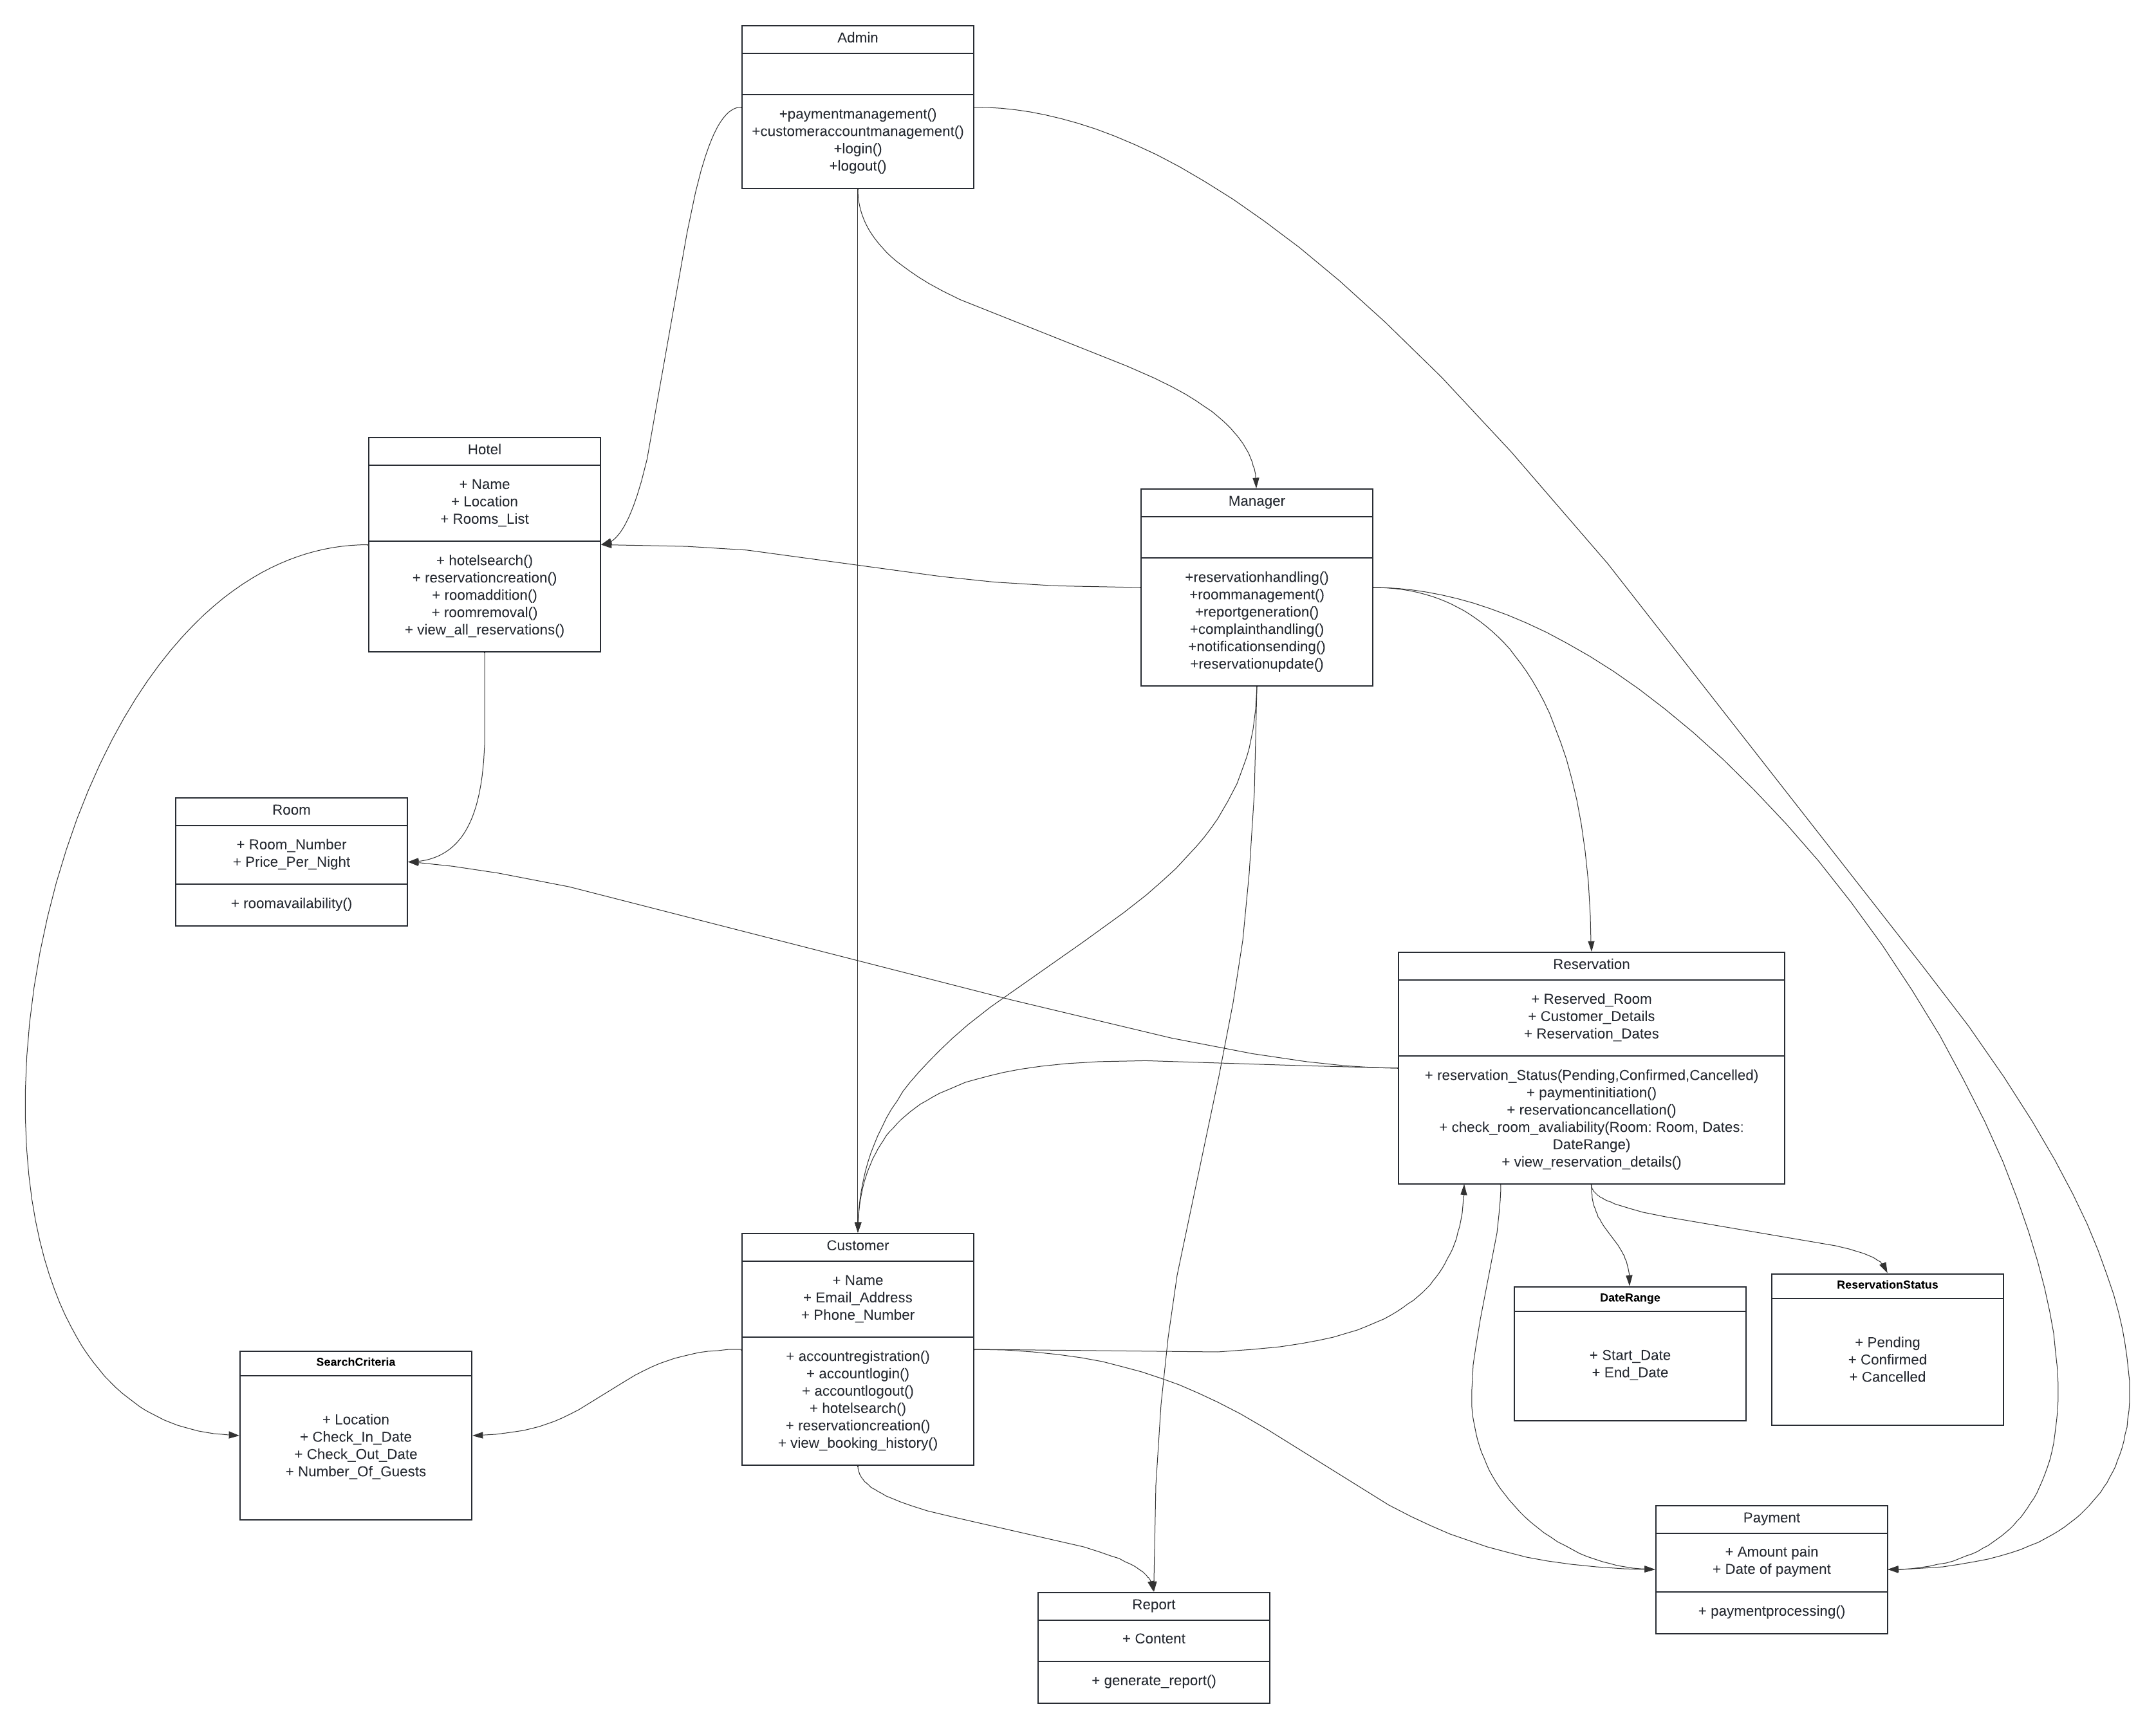 Admin
+paymentmanagement()
+customeraccountmanagement()
+login()
+logout()
Hotel
+ Name
+ Location
+ Rooms_List
+ hotelsearch()
+ reservationcreation()
+ roomaddition()
+ roomremoval()
+ view_all_reservations()
Manager
+reservationhandling()
+roommanagement()
+reportgeneration()
+complainthandling()
+notificationsending()
+reservationupdate()
Room
+ Room_Number
+ Price_Per_Night
+ roomavailability()
Reservation
+ Reserved_Room
+ Customer_Details
+ Reservation_Dates
+ reservation_Status(Pending,Confirmed,Cancelled)
+ paymentinitiation()
+ reservationcancellation()
+ check_room_avaliability(Room: Room, Dates:
DateRange)
+ view_reservation_details()
Customer
+ Name
+ Email_Address
+ Phone_Number
+ accountregistration()
+ accountlogin()
+ accountlogout()
+ hotelsearch()
+ reservationcreation()
+ view_booking_history()
DateRange
+ Start_Date
+ End_Date
ReservationStatus
+ Pending
+ Confirmed
+ Cancelled
SearchCriteria
+ Location
+ Check_In_Date
+ Check_Out_Date
+ Number_Of_Guests
Payment
+ Amount pain
+ Date of payment
+ paymentprocessing()
Report
+ Content
+ generate_report()